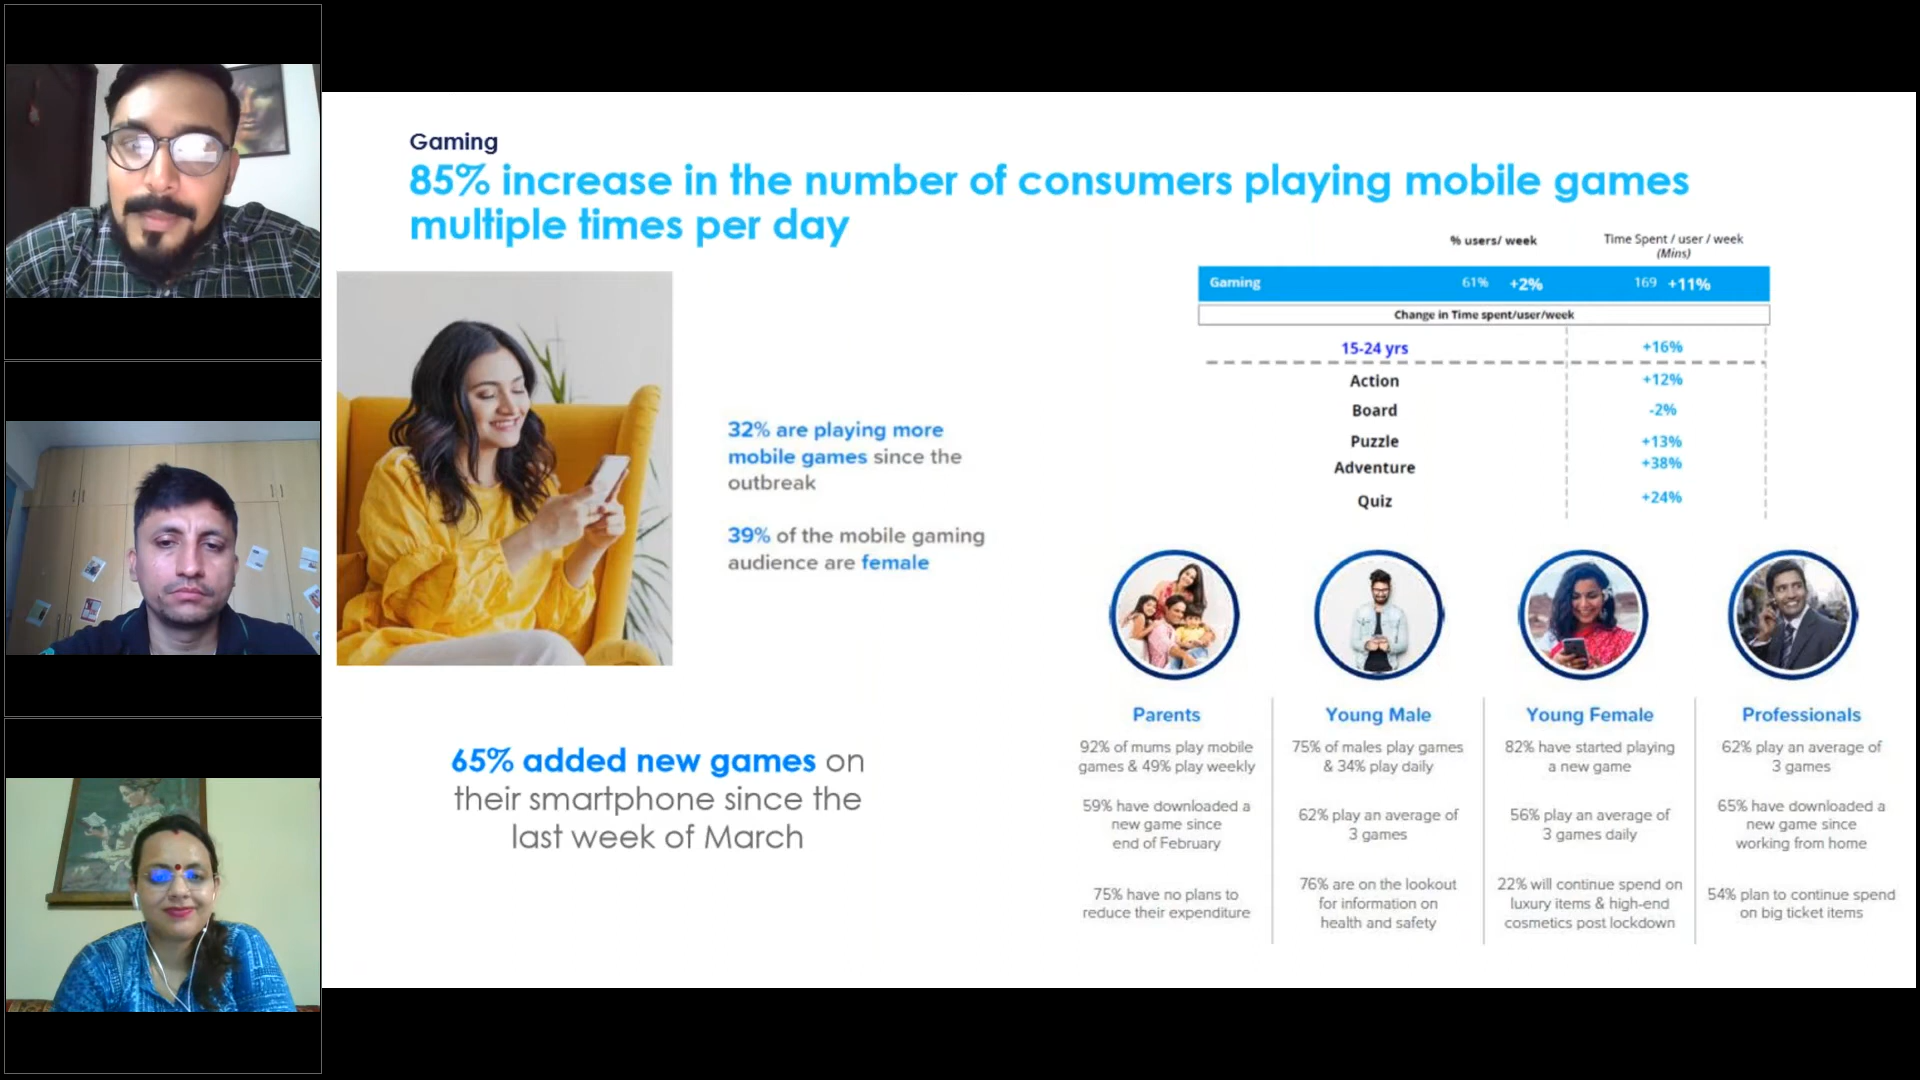 Gaming
85% increase in the number of consumers playing mobile games
multiple times per day
% users/ week
Time Spent / user / week
(Mins)
Gaming 61% +2% 169 +11%
Change in Time spent/user/week
15-24 yrs +16%
Action +12%
Board -2%
Puzzle +13%
Adventure +38%
Quiz +24%
32% are playing more
mobile games since the
outbreak
39% of the mobile gaming
audience are female
65% added new games on
their smartphone since the
last week of March
Parents
92% of mums play mobile
games & 49% play weekly
59% have downloaded a
new game since
end of February
75% have no plans to
reduce their expenditure
Young Male
75% of males play games
& 34% play daily
62% play an average of
3 games
76% are on the lookout
for information on
health and safety
Young Female
82% have started playing
a new game
56% play an average of
3 games daily
22% will continue spend on
luxury items & high-end
cosmetics post lockdown
Professionals
62% play an average of
3 games
65% have downloaded a
new game since
working from home
54% plan to continue spend
on big ticket items